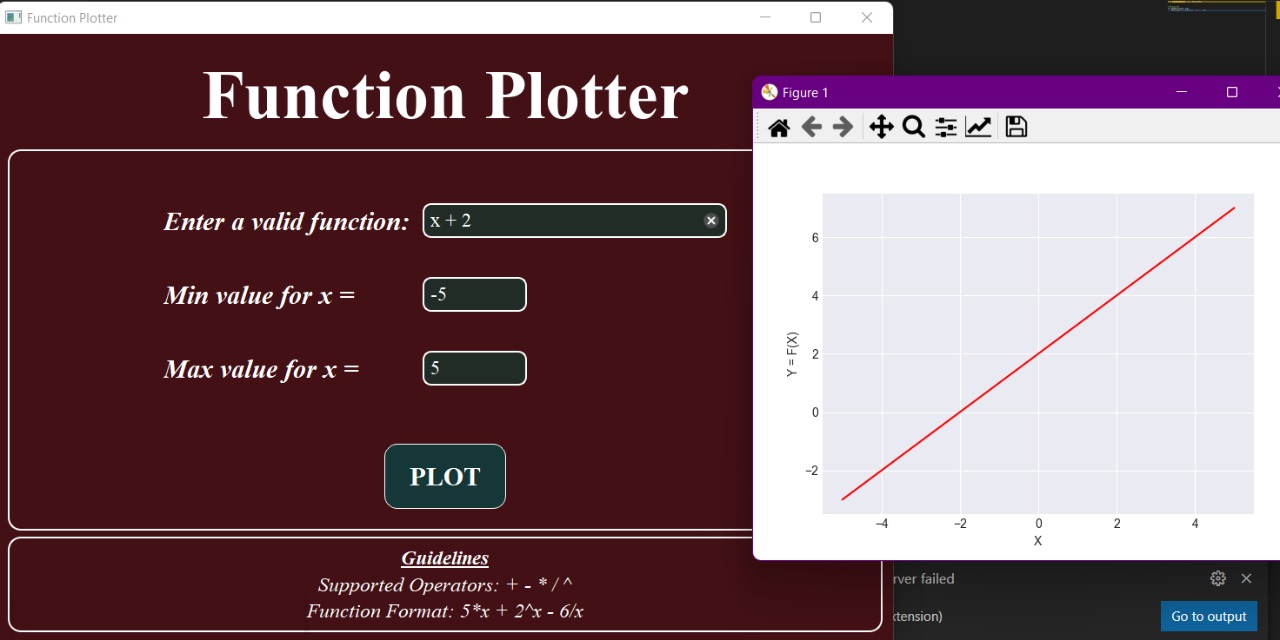 Function Plotter
Function Plotter
Enter a valid function: x + 2
Min value for x = -5
Max value for x = 5
PLOT
Guidelines
Supported Operators: + - * / ^
Function Format: 5*x + 2^x - 6/x
Figure 1
Y = F(X)
6
4
2
0
−2
−4 −2 0 2 4
X
rver failed
xtension)
Go to output